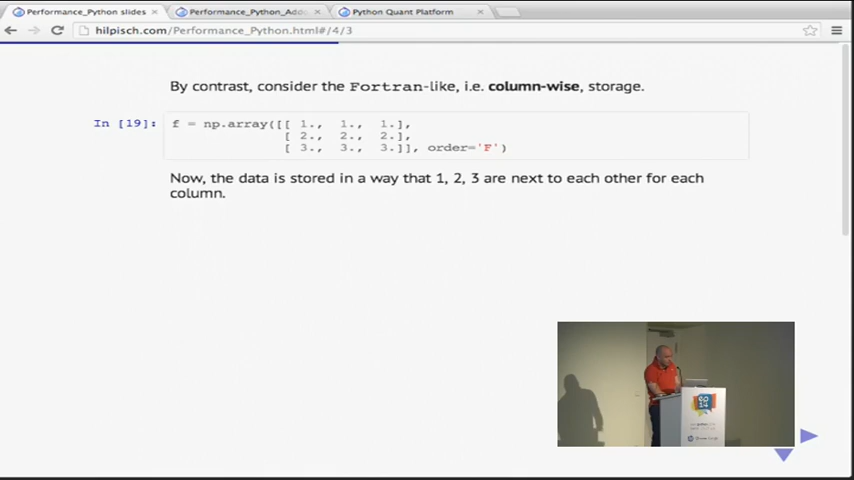 Performance_Python slides
Performance_Python_Add
Python Quant Platform
hilpisch.com/Performance_Python.html#/4/3
By contrast, consider the Fortran-like, i.e. column-wise, storage.
In [19]: f = np.array([[ 1., 1., 1.],
[ 2., 2., 2.],
[ 3., 3., 3.]], order='F')
Now, the data is stored in a way that 1, 2, 3 are next to each other for each
column.